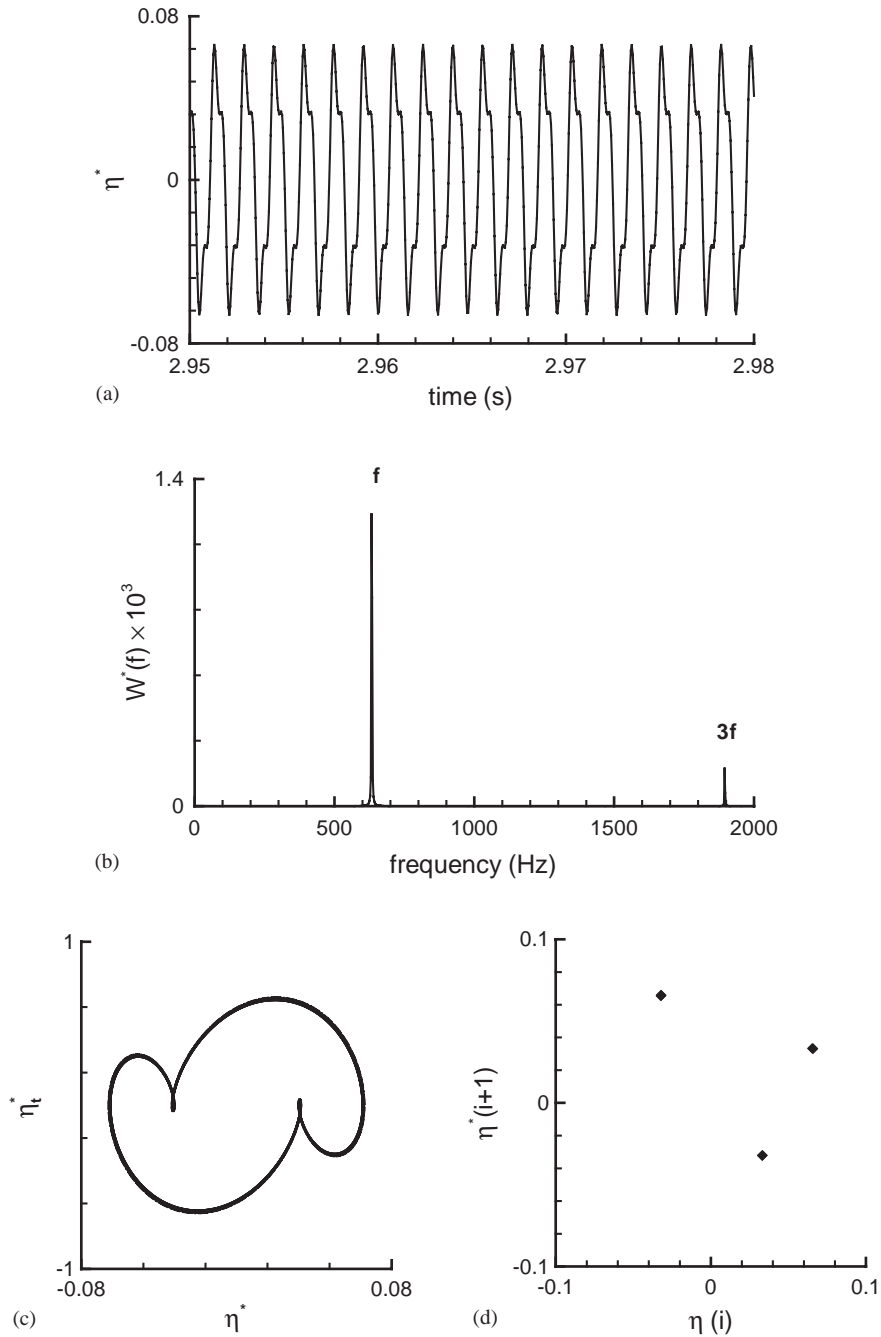 0.08
η*
0
-0.08
2.95 2.96 2.97 2.98
(a) time (s)
1.4
f
W*(f) × 10³
3f
0
0 500 1000 1500 2000
(b) frequency (Hz)
1
η*t
-1
-0.08 0.08
(c) η*
0.1
η*(i+1)
0
-0.1
-0.1 0 0.1
(d) η (i)